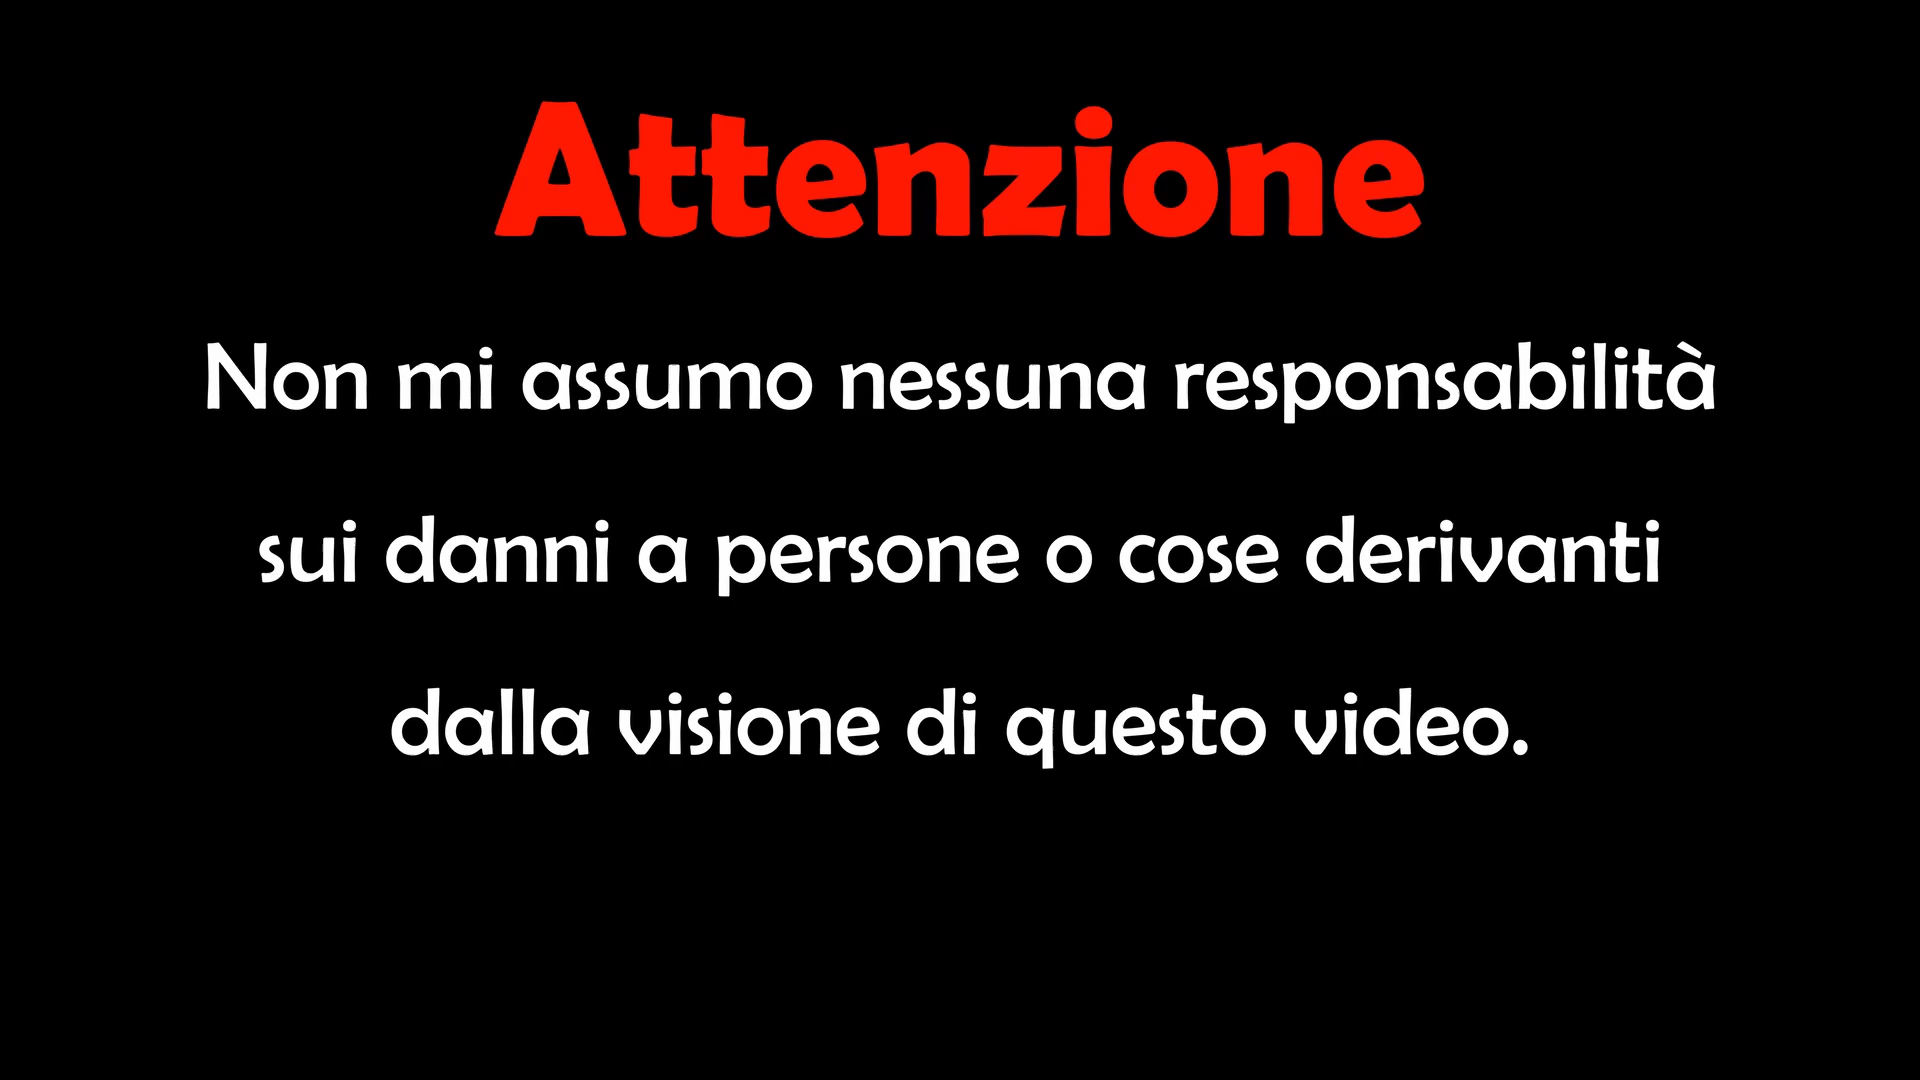 Attenzione
Non mi assumo nessuna responsabilità
sui danni a persone o cose derivanti
dalla visione di questo video.